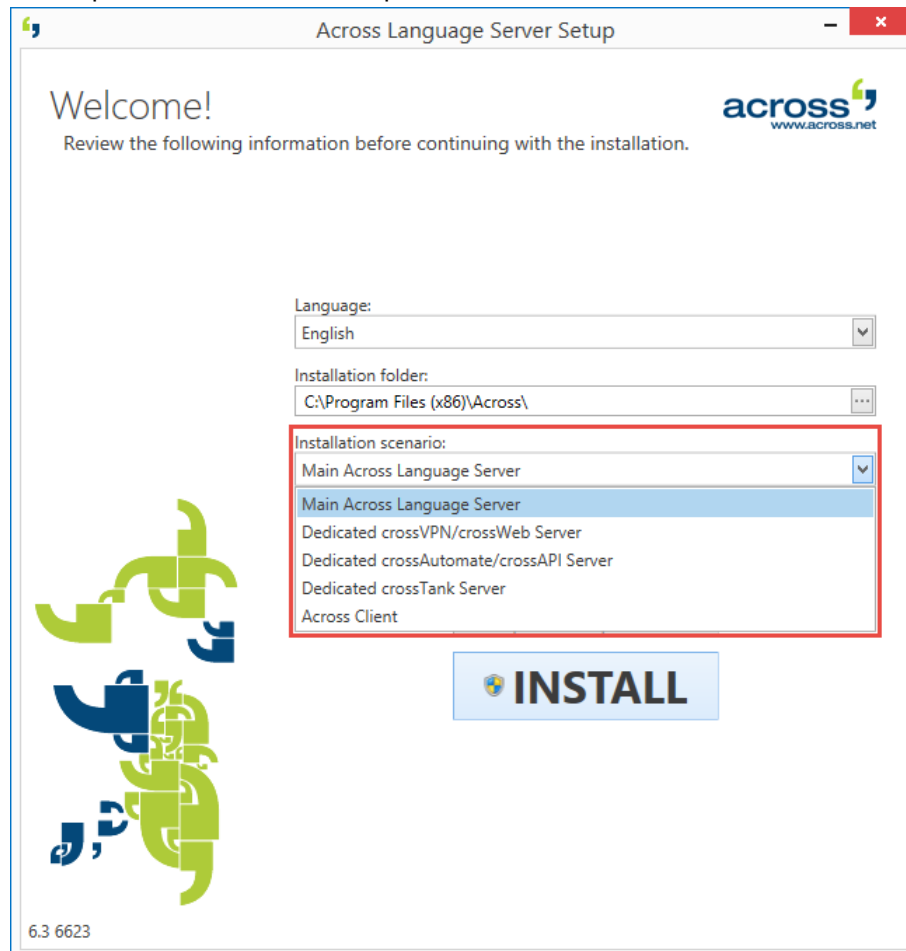 Across Language Server Setup
Welcome!
across
www.across.net
Review the following information before continuing with the installation.
Language:
English
Installation folder:
C:\Program Files (x86)\Across\
...
Installation scenario:
Main Across Language Server
Main Across Language Server
Dedicated crossVPN/crossWeb Server
Dedicated crossAutomate/crossAPI Server
Dedicated crossTank Server
Across Client
INSTALL
6.3 6623